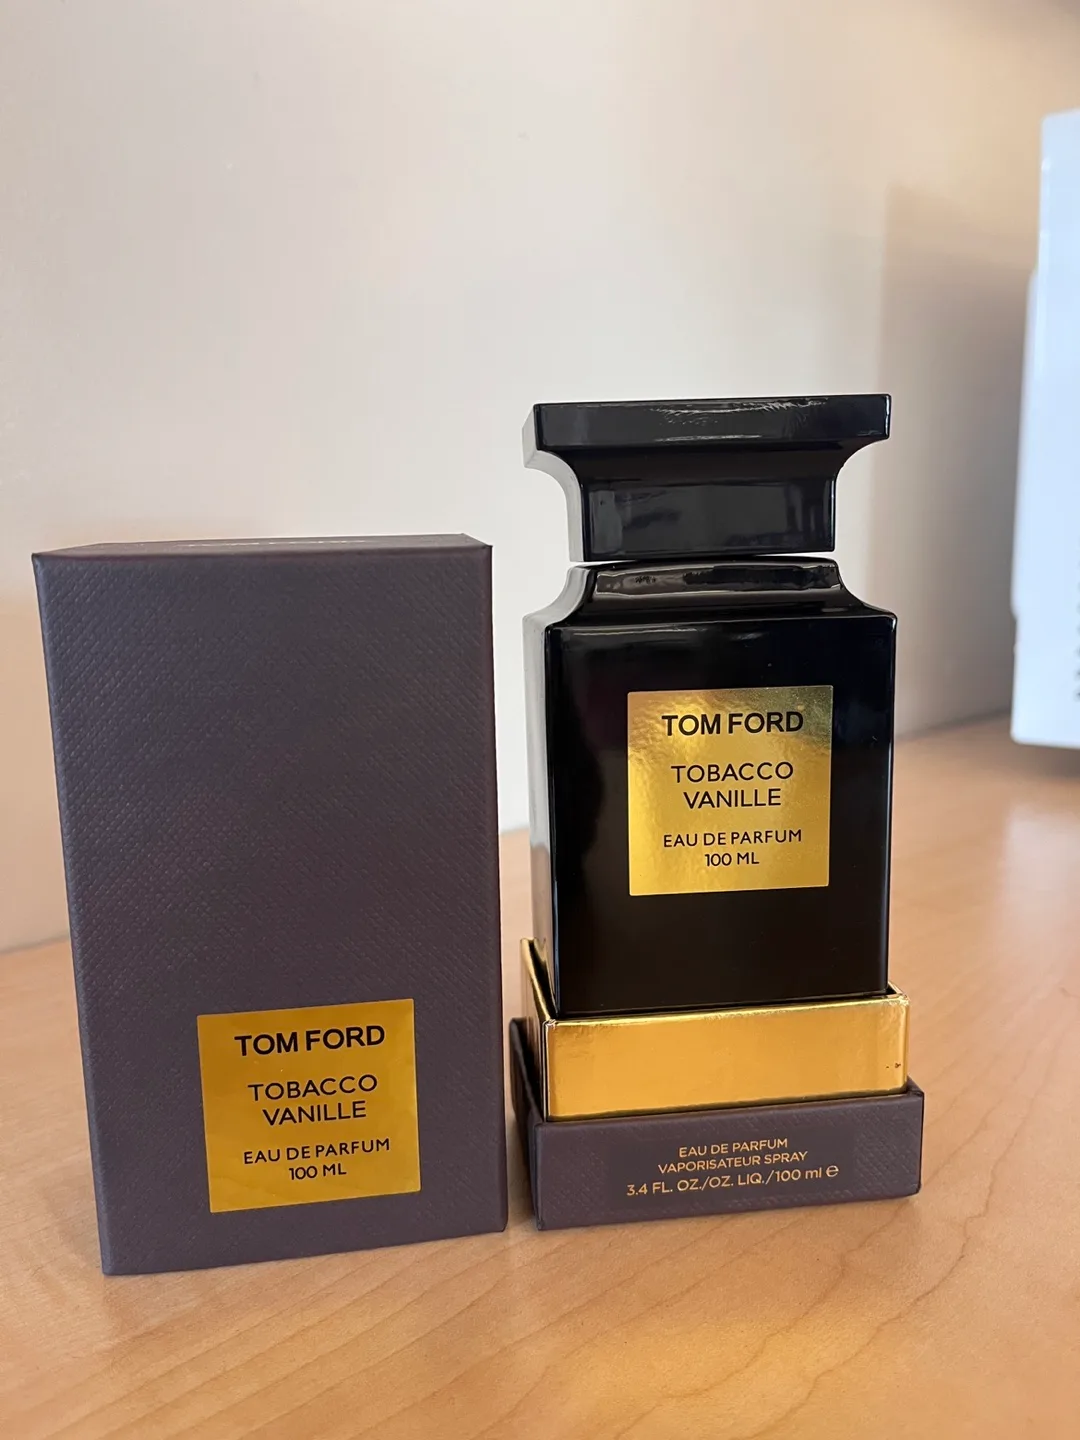 TOM FORD
TOBACCO
VANILLE
EAU DE PARFUM
100 ML
TOM FORD
TOBACCO
VANILLE
EAU DE PARFUM
100 ML
EAU DE PARFUM
VAPORISATEUR SPRAY
3.4 FL. OZ./OZ. LIQ./100 ml ℮